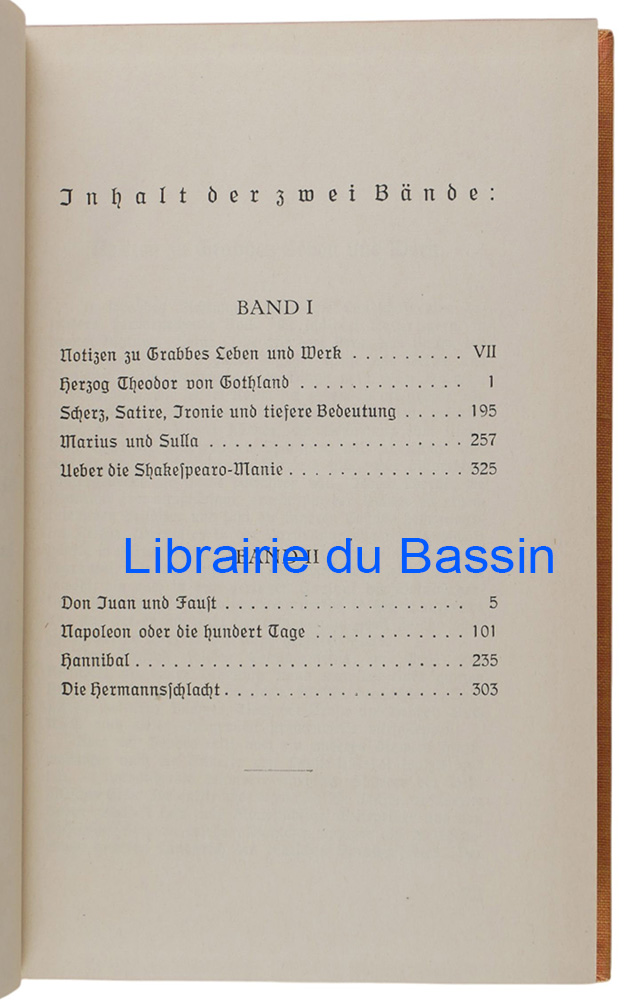 Inhalt der zwei Bände:
BAND I
Notizen zu Grabbes Leben und Werk . . . . . . . . . VII
Herzog Theodor von Gothland . . . . . . . . . . . . . 1
Scherz, Satire, Ironie und tiefere Bedeutung . . . . . 195
Marius und Sulla . . . . . . . . . . . . . . . . . . 257
Ueber die Shakeſpearo-Manie . . . . . . . . . . . . . 325
BAND II
Librairie du Bassin
Don Juan und Fauſt . . . . . . . . . . . . . . . . . 5
Napoleon oder die hundert Tage . . . . . . . . . . . 101
Hannibal . . . . . . . . . . . . . . . . . . . . . . 235
Die Hermannsſchlacht . . . . . . . . . . . . . . . . 303